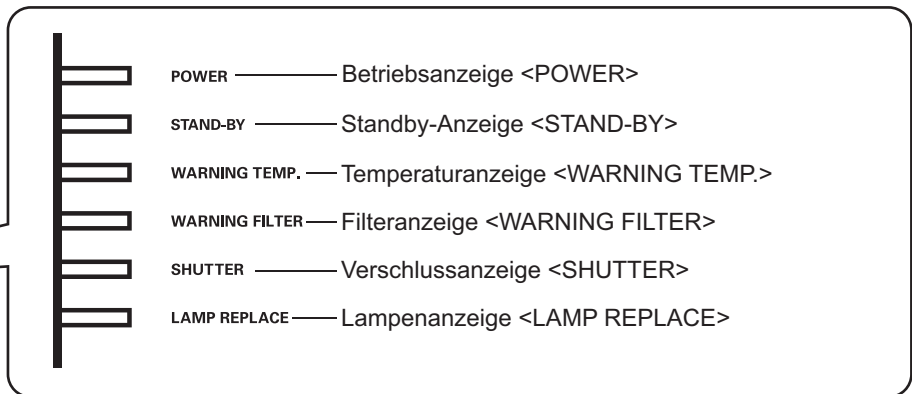 POWER Betriebsanzeige <POWER>
STAND-BY Standby-Anzeige <STAND-BY>
WARNING TEMP. Temperaturanzeige <WARNING TEMP.>
WARNING FILTER Filteranzeige <WARNING FILTER>
SHUTTER Verschlussanzeige <SHUTTER>
LAMP REPLACE Lampenanzeige <LAMP REPLACE>